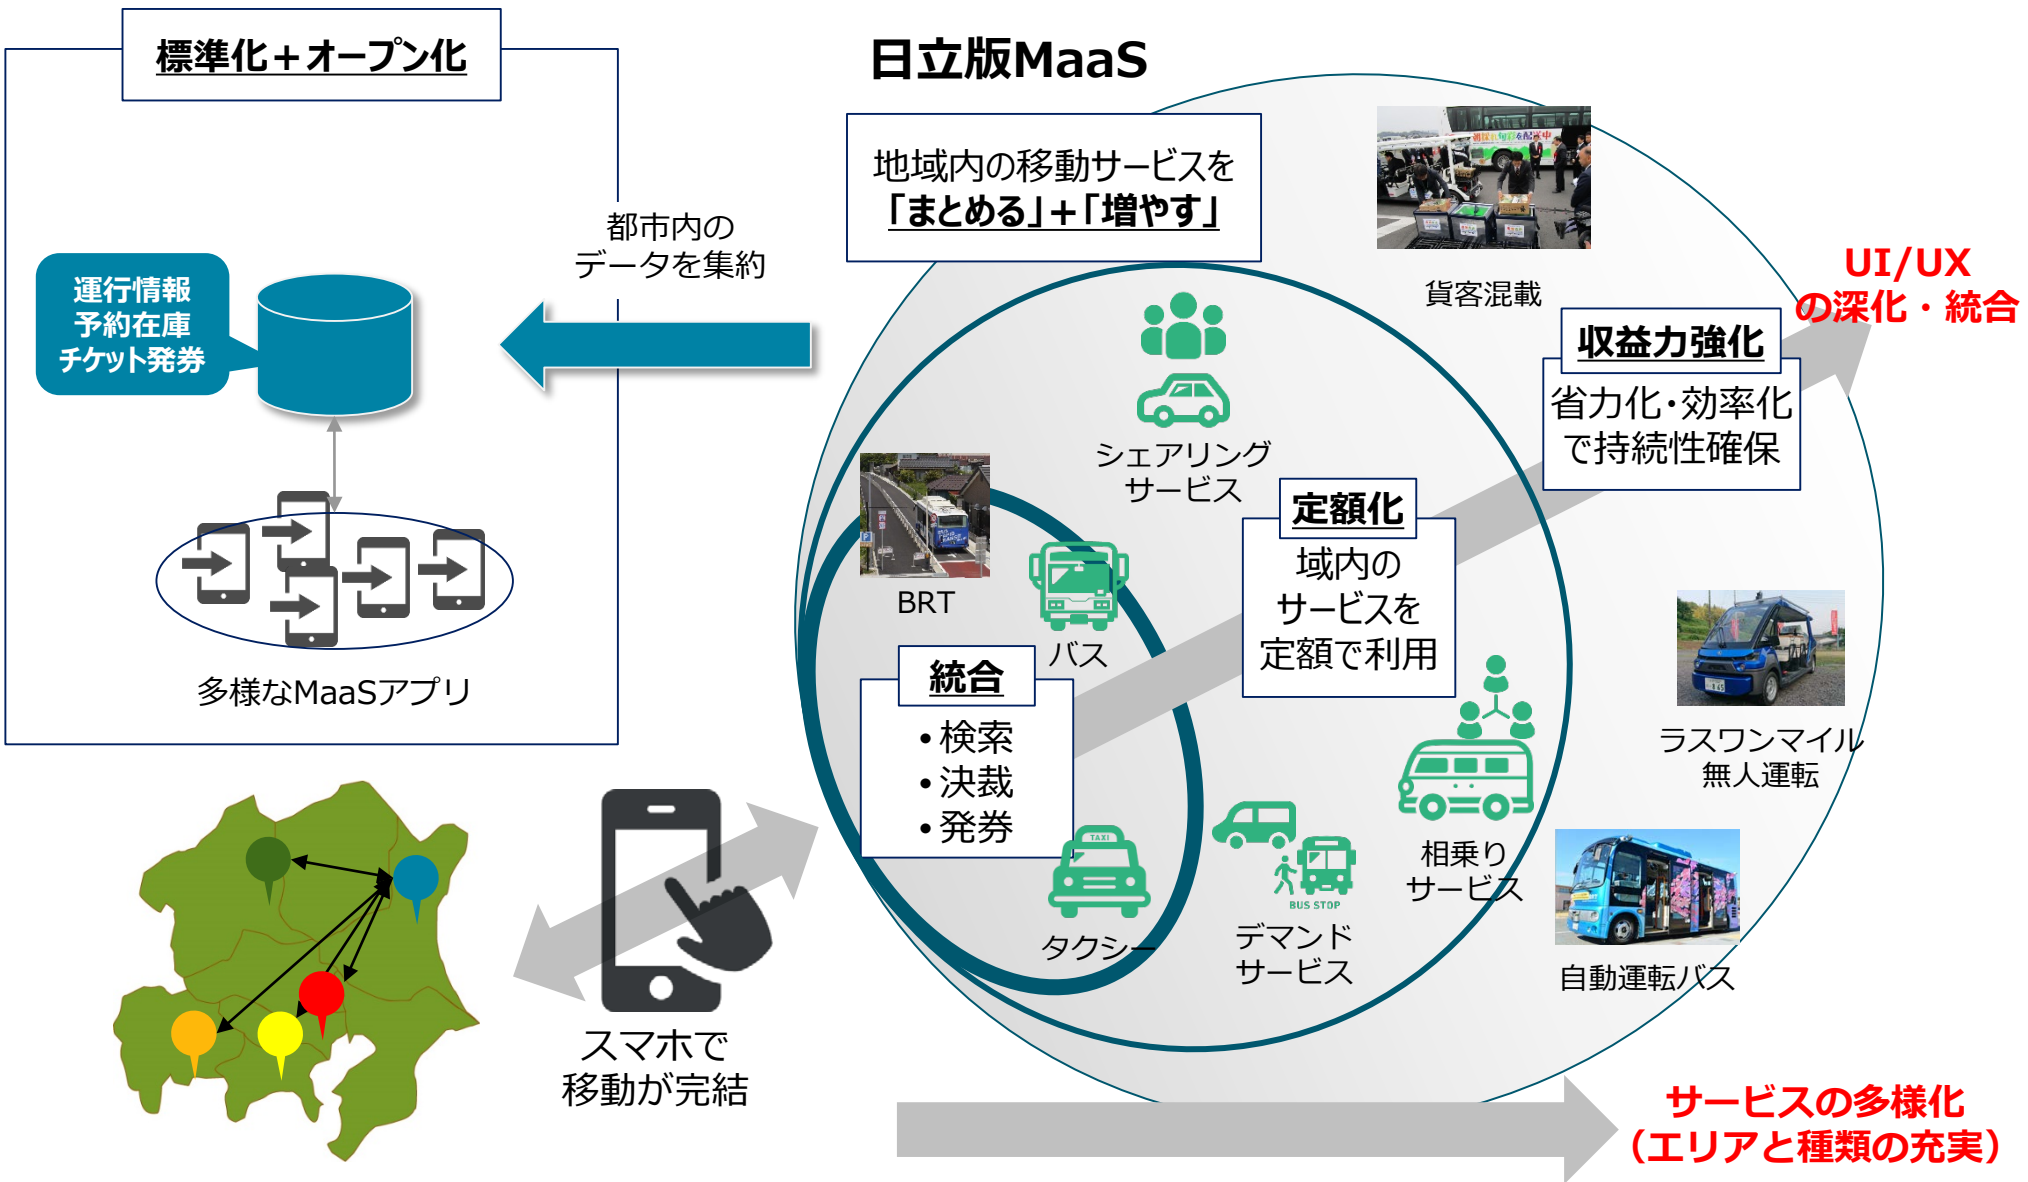 標準化＋オープン化
日立版MaaS
地域内の移動サービスを
「まとめる」＋「増やす」
都市内の
データを集約
運行情報
予約在庫
チケット発券
多様なMaaSアプリ
貨客混載
UI/UX
の深化・統合
収益力強化
省力化・効率化
で持続性確保
シェアリング
サービス
定額化
域内の
サービスを
定額で利用
BRT
バス
統合
•検索
•決裁
•発券
TAXI
タクシー
BUS STOP
デマンド
サービス
相乗り
サービス
ラスワンマイル
無人運転
自動運転バス
スマホで
移動が完結
サービスの多様化
（エリアと種類の充実）